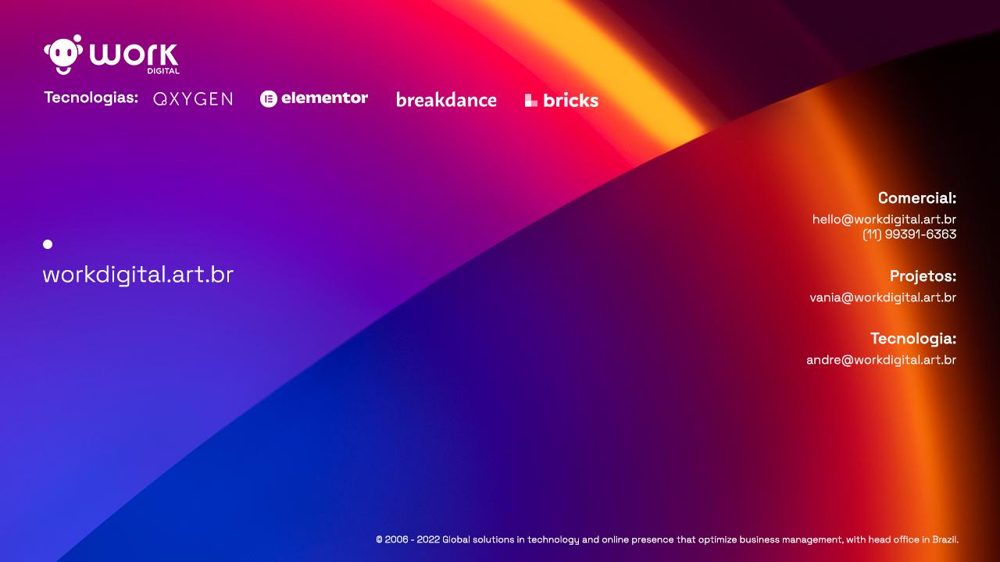 work
DIGITAL
Tecnologias: OXYGEN elementor breakdance bricks
workdigital.art.br
Comercial:
hello@workdigital.art.br
(11) 99391-6363
Projetos:
vania@workdigital.art.br
Tecnologia:
andre@workdigital.art.br
© 2006 - 2022 Global solutions in technology and online presence that optimize business management, with head office in Brazil.